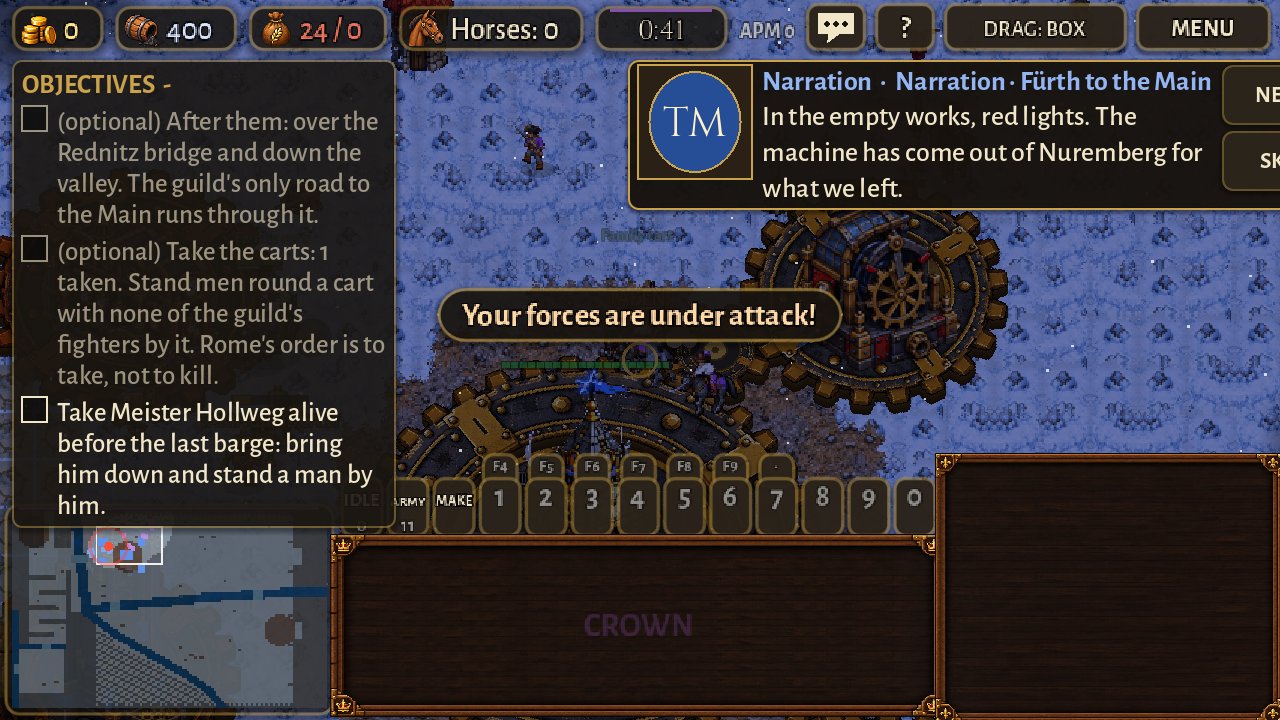 0
400
24 / 0
Horses: 0
0:41
APM 0
?
DRAG: BOX
MENU
OBJECTIVES -
(optional) After them: over the
Rednitz bridge and down the
valley. The guild's only road to
the Main runs through it.
(optional) Take the carts: 1
taken. Stand men round a cart
with none of the guild's
fighters by it. Rome's order is to
take, not to kill.
Take Meister Hollweg alive
before the last barge: bring
him down and stand a man by
him.
TM
Narration · Narration · Fürth to the Main
In the empty works, red lights. The
machine has come out of Nuremberg for
what we left.
NE
SK
Your forces are under attack!
F4 F5 F6 F7 F8 F9 ·
IDLE ARMY MAKE 1 2 3 4 5 6 7 8 9 0
11
CROWN